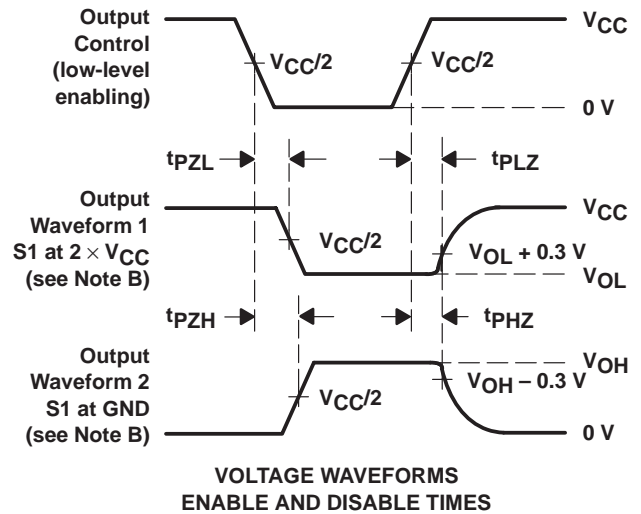 Output
Control
(low-level
enabling)
VCC/2
VCC/2
VCC
0 V
tPZL
tPLZ
Output
Waveform 1
S1 at 2 × VCC
(see Note B)
VCC/2
VCC
VOL + 0.3 V
VOL
tPZH
tPHZ
Output
Waveform 2
S1 at GND
(see Note B)
VCC/2
VOH
VOH − 0.3 V
0 V
VOLTAGE WAVEFORMS
ENABLE AND DISABLE TIMES